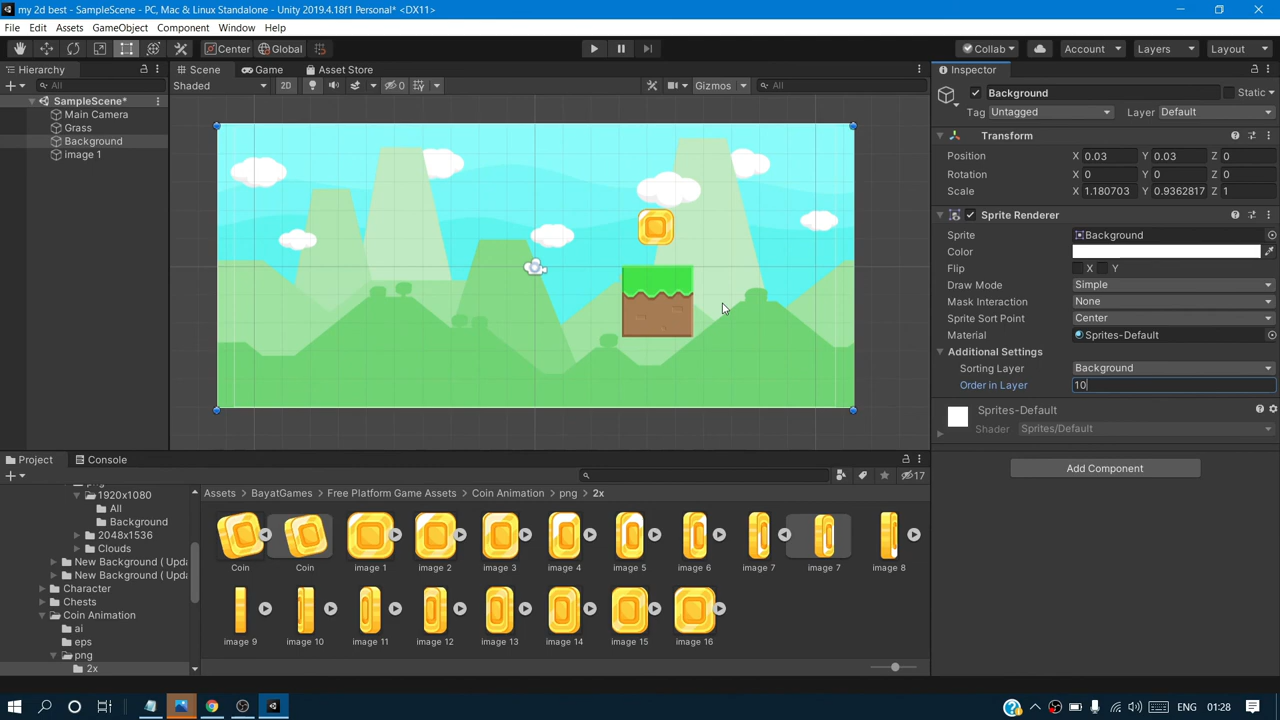 my 2d best - SampleScene - PC, Mac & Linux Standalone - Unity 2019.4.18f1 Personal* <DX11>
File Edit Assets GameObject Component Window Help
Center Global Collab Account Layers Layout
Hierarchy
All
SampleScene*
Main Camera
Grass
Background
image 1
Scene Game Asset Store
Shaded 2D 0 Gizmos All
Inspector
Background Static
Tag Untagged Layer Default
Transform
Position X 0.03 Y 0.03 Z 0
Rotation X 0 Y 0 Z 0
Scale X 1.180703 Y 0.9362817 Z 1
Sprite Renderer
Sprite Background
Color
Flip X Y
Draw Mode Simple
Mask Interaction None
Sprite Sort Point Center
Material Sprites-Default
Additional Settings
Sorting Layer Background
Order in Layer 10
Sprites-Default
Shader Sprites/Default
Add Component
Project Console
17
png
1920x1080
All
Background
2048x1536
Clouds
New Background ( Upda
New Background ( Upda
Character
Chests
Coin Animation
ai
eps
png
2x
Assets BayatGames Free Platform Game Assets Coin Animation png 2x
Coin Coin image 1 image 2 image 3 image 4 image 5 image 6 image 7 image 7 image 8
image 9 image 10 image 11 image 12 image 13 image 14 image 15 image 16
ENG 01:28